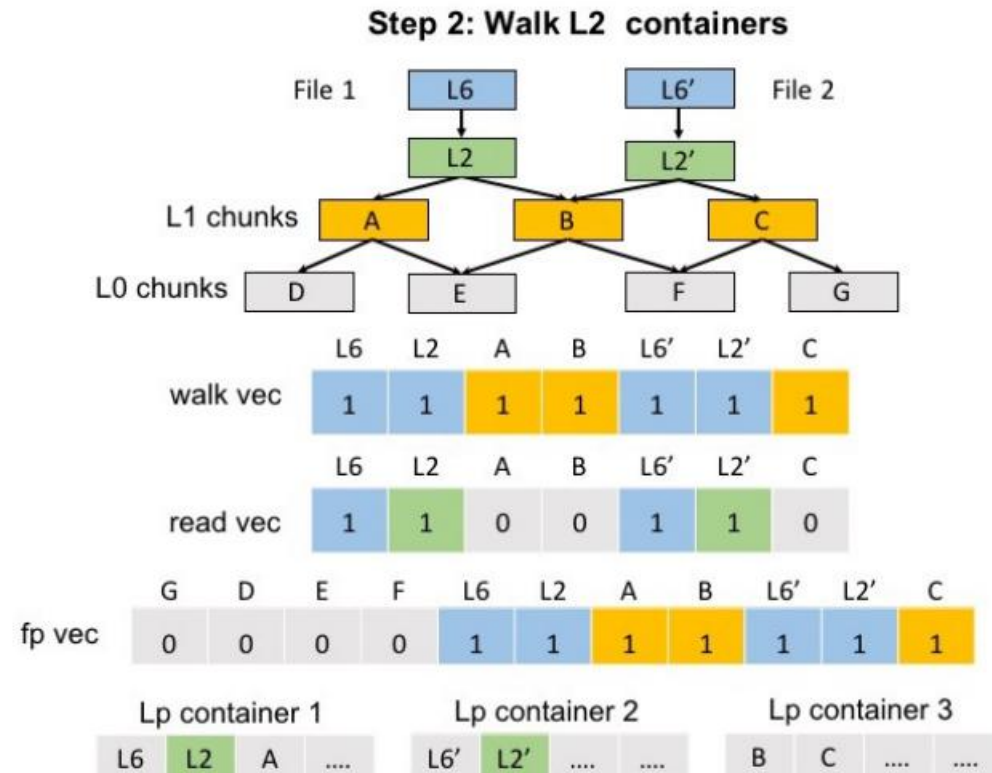 Step 2: Walk L2 containers
File 1 L6 L6′ File 2
L2 L2′
L1 chunks A B C
L0 chunks D E F G
L6 L2 A B L6′ L2′ C
walk vec 1 1 1 1 1 1 1
L6 L2 A B L6′ L2′ C
read vec 1 1 0 0 1 1 0
G D E F L6 L2 A B L6′ L2′ C
fp vec 0 0 0 0 1 1 1 1 1 1 1
Lp container 1 Lp container 2 Lp container 3
L6 L2 A .... L6′ L2′ .... .... B C .... ....